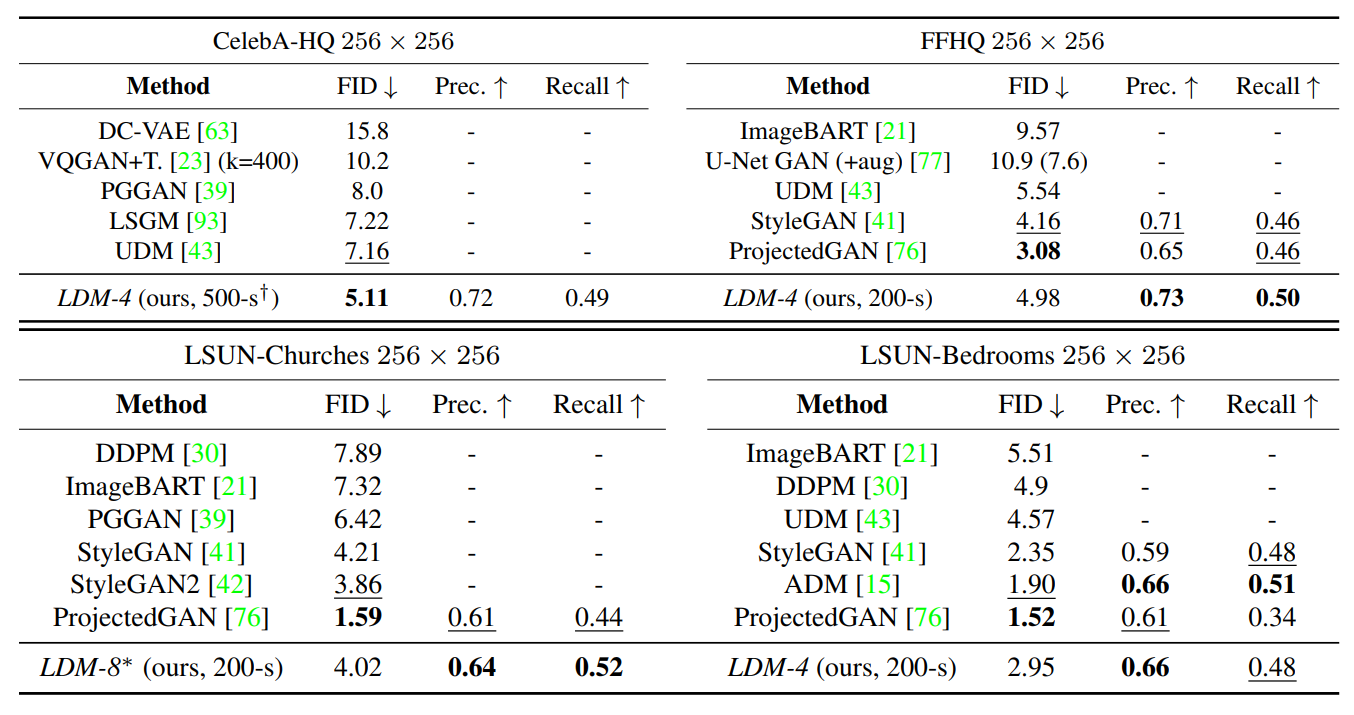 CelebA-HQ 256 × 256
Method FID ↓ Prec. ↑ Recall ↑
DC-VAE [63] 15.8 - -
VQGAN+T. [23] (k=400) 10.2 - -
PGGAN [39] 8.0 - -
LSGM [93] 7.22 - -
UDM [43] 7.16 - -
LDM-4 (ours, 500-s†) 5.11 0.72 0.49
FFHQ 256 × 256
Method FID ↓ Prec. ↑ Recall ↑
ImageBART [21] 9.57 - -
U-Net GAN (+aug) [77] 10.9 (7.6) - -
UDM [43] 5.54 - -
StyleGAN [41] 4.16 0.71 0.46
ProjectedGAN [76] 3.08 0.65 0.46
LDM-4 (ours, 200-s) 4.98 0.73 0.50
LSUN-Churches 256 × 256
Method FID ↓ Prec. ↑ Recall ↑
DDPM [30] 7.89 - -
ImageBART [21] 7.32 - -
PGGAN [39] 6.42 - -
StyleGAN [41] 4.21 - -
StyleGAN2 [42] 3.86 - -
ProjectedGAN [76] 1.59 0.61 0.44
LDM-8* (ours, 200-s) 4.02 0.64 0.52
LSUN-Bedrooms 256 × 256
Method FID ↓ Prec. ↑ Recall ↑
ImageBART [21] 5.51 - -
DDPM [30] 4.9 - -
UDM [43] 4.57 - -
StyleGAN [41] 2.35 0.59 0.48
ADM [15] 1.90 0.66 0.51
ProjectedGAN [76] 1.52 0.61 0.34
LDM-4 (ours, 200-s) 2.95 0.66 0.48